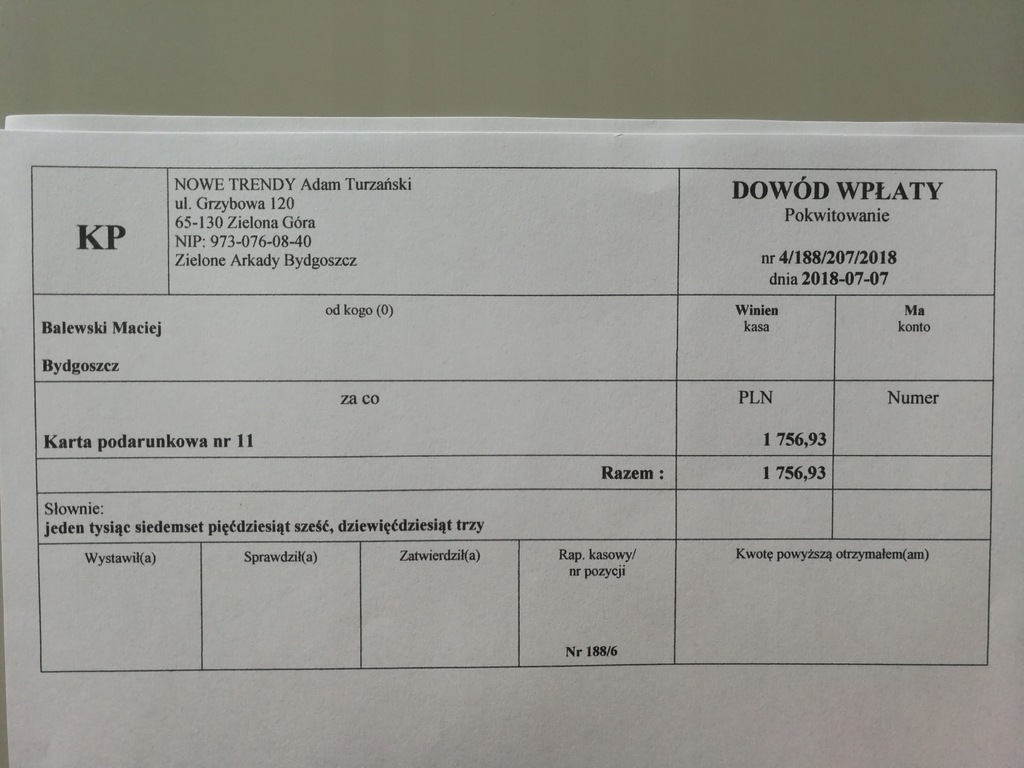 KP
NOWE TRENDY Adam Turzański
ul. Grzybowa 120
65-130 Zielona Góra
NIP: 973-076-08-40
Zielone Arkady Bydgoszcz
DOWÓD WPŁATY
Pokwitowanie
nr 4/188/207/2018
dnia 2018-07-07
od kogo (0)
Balewski Maciej
Bydgoszcz
Winien
kasa
Ma
konto
za co
Karta podarunkowa nr 11
PLN
Numer
1 756,93
Razem : 1 756,93
Słownie:
jeden tysiąc siedemset pięćdziesiąt sześć, dziewięćdziesiąt trzy
Wystawił(a)
Sprawdził(a)
Zatwierdził(a)
Rap. kasowy/
nr pozycji
Nr 188/6
Kwotę powyższą otrzymałem(am)